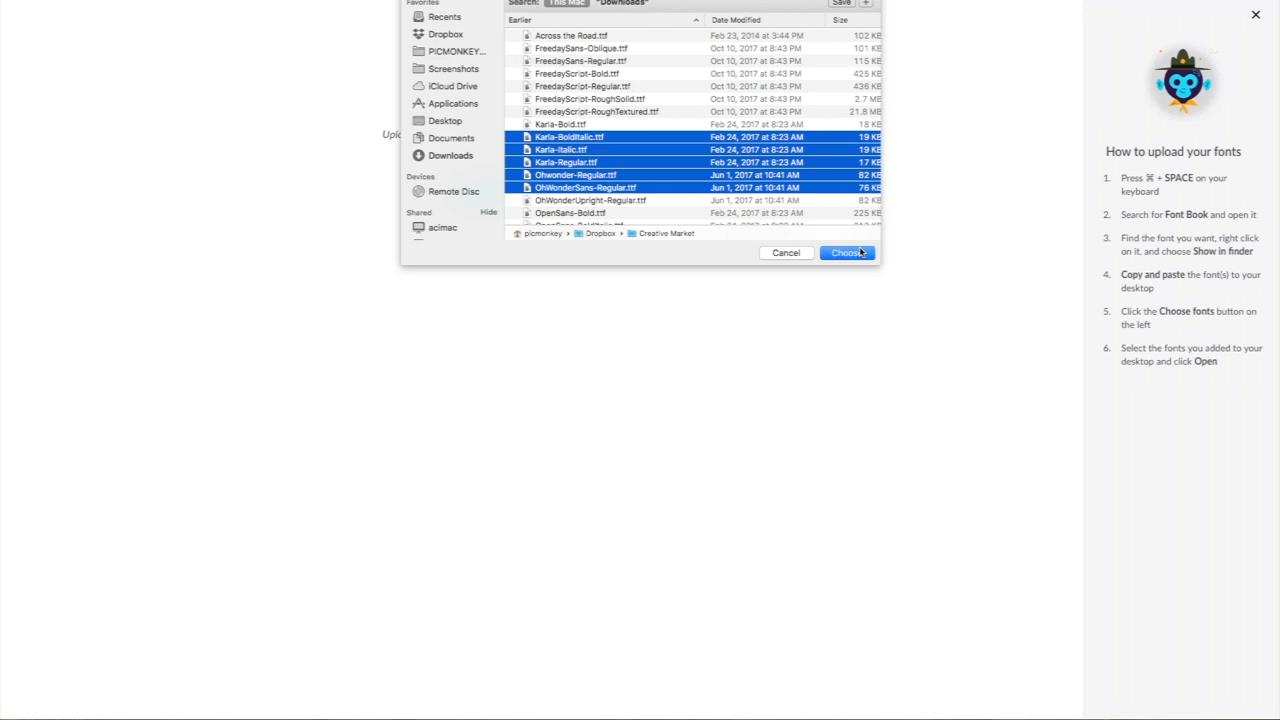 Favorites
Recents
Dropbox
PICMONKEY...
Screenshots
iCloud Drive
Applications
Desktop
Documents
Downloads
Devices
Remote Disc
Shared
Hide
acimac
Search: This Mac "Downloads" Save +
Earlier Date Modified Size
Across the Road.ttf Feb 23, 2014 at 3:44 PM 102 KB
FreedaySans-Oblique.ttf Oct 10, 2017 at 8:43 PM 101 KB
FreedaySans-Regular.ttf Oct 10, 2017 at 8:43 PM 115 KB
FreedayScript-Bold.ttf Oct 10, 2017 at 8:43 PM 425 KB
FreedayScript-Regular.ttf Oct 10, 2017 at 8:43 PM 436 KB
FreedayScript-RoughSolid.ttf Oct 10, 2017 at 8:43 PM 2.7 MB
FreedayScript-RoughTextured.ttf Oct 10, 2017 at 8:43 PM 21.8 MB
Karla-Bold.ttf Feb 24, 2017 at 8:23 AM 18 KB
Karla-BoldItalic.ttf Feb 24, 2017 at 8:23 AM 19 KB
Karla-Italic.ttf Feb 24, 2017 at 8:23 AM 19 KB
Karla-Regular.ttf Feb 24, 2017 at 8:23 AM 17 KB
Ohwonder-Regular.ttf Jun 1, 2017 at 10:41 AM 82 KB
OhWonderSans-Regular.ttf Jun 1, 2017 at 10:41 AM 76 KB
OhWonderUpright-Regular.ttf Jun 1, 2017 at 10:41 AM 82 KB
OpenSans-Bold.ttf Feb 24, 2017 at 8:23 AM 225 KB
picmonkey › Dropbox › Creative Market
Cancel
Choose
How to upload your fonts
1. Press ⌘ + SPACE on your
keyboard
2. Search for Font Book and open it
3. Find the font you want, right click
on it, and choose Show in finder
4. Copy and paste the font(s) to your
desktop
5. Click the Choose fonts button on
the left
6. Select the fonts you added to your
desktop and click Open